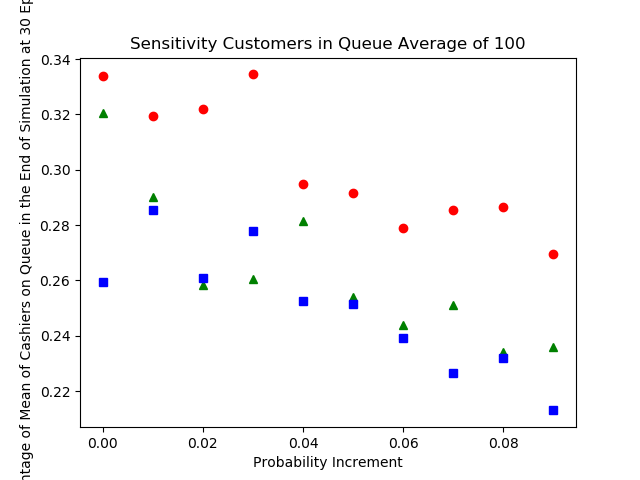 Sensitivity Customers in Queue Average of 100
of Mean of Cashiers on Queue in the End of Simulation at 30
0.34
0.32
0.30
0.28
0.26
0.24
0.22
0.00 0.02 0.04 0.06 0.08
Probability Increment